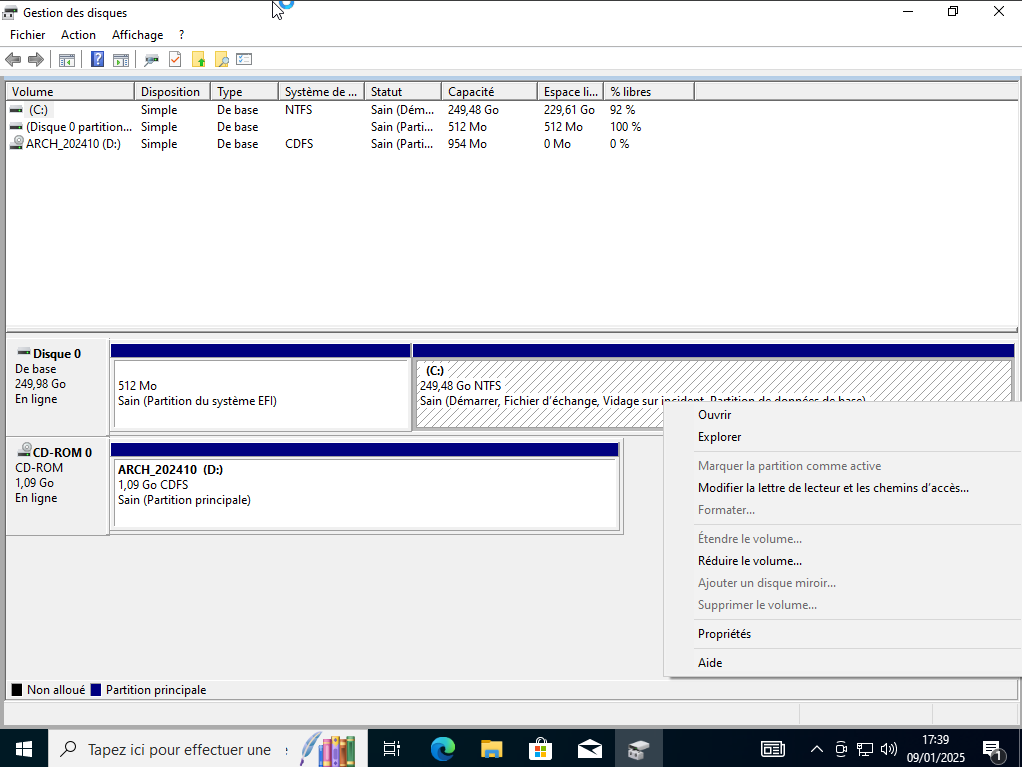 Gestion des disques
Fichier Action Affichage ?
Volume Disposition Type Système de ... Statut Capacité Espace li... % libres
(C:) Simple De base NTFS Sain (Dém... 249,48 Go 229,61 Go 92 %
(Disque 0 partition... Simple De base Sain (Parti... 512 Mo 512 Mo 100 %
ARCH_202410 (D:) Simple De base CDFS Sain (Parti... 954 Mo 0 Mo 0 %
Disque 0
De base
249,98 Go
En ligne
512 Mo
Sain (Partition du système EFI)
(C:)
249,48 Go NTFS
Sain (Démarrer, Fichier d'échange, Vidage sur incident, Partition de données de base)
CD-ROM 0
CD-ROM
1,09 Go
En ligne
ARCH_202410 (D:)
1,09 Go CDFS
Sain (Partition principale)
Ouvrir
Explorer
Marquer la partition comme active
Modifier la lettre de lecteur et les chemins d'accès...
Formater...
Étendre le volume...
Réduire le volume...
Ajouter un disque miroir...
Supprimer le volume...
Propriétés
Aide
Non alloué Partition principale
Tapez ici pour effectuer une
17:39
09/01/2025
1